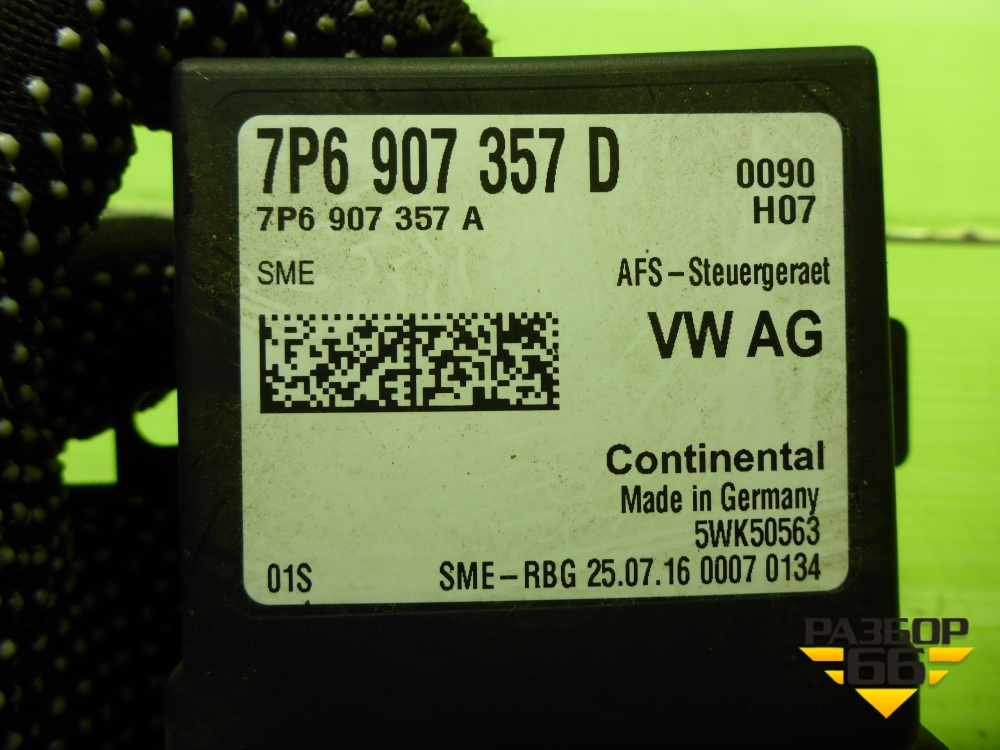 7P6 907 357 D
0090
7P6 907 357 A
H07
SME
AFS-Steuergeraet
VW AG
Continental
Made in Germany
5WK50563
01S
SME-RBG 25.07.16 0007 0134
РАЗБОР
66